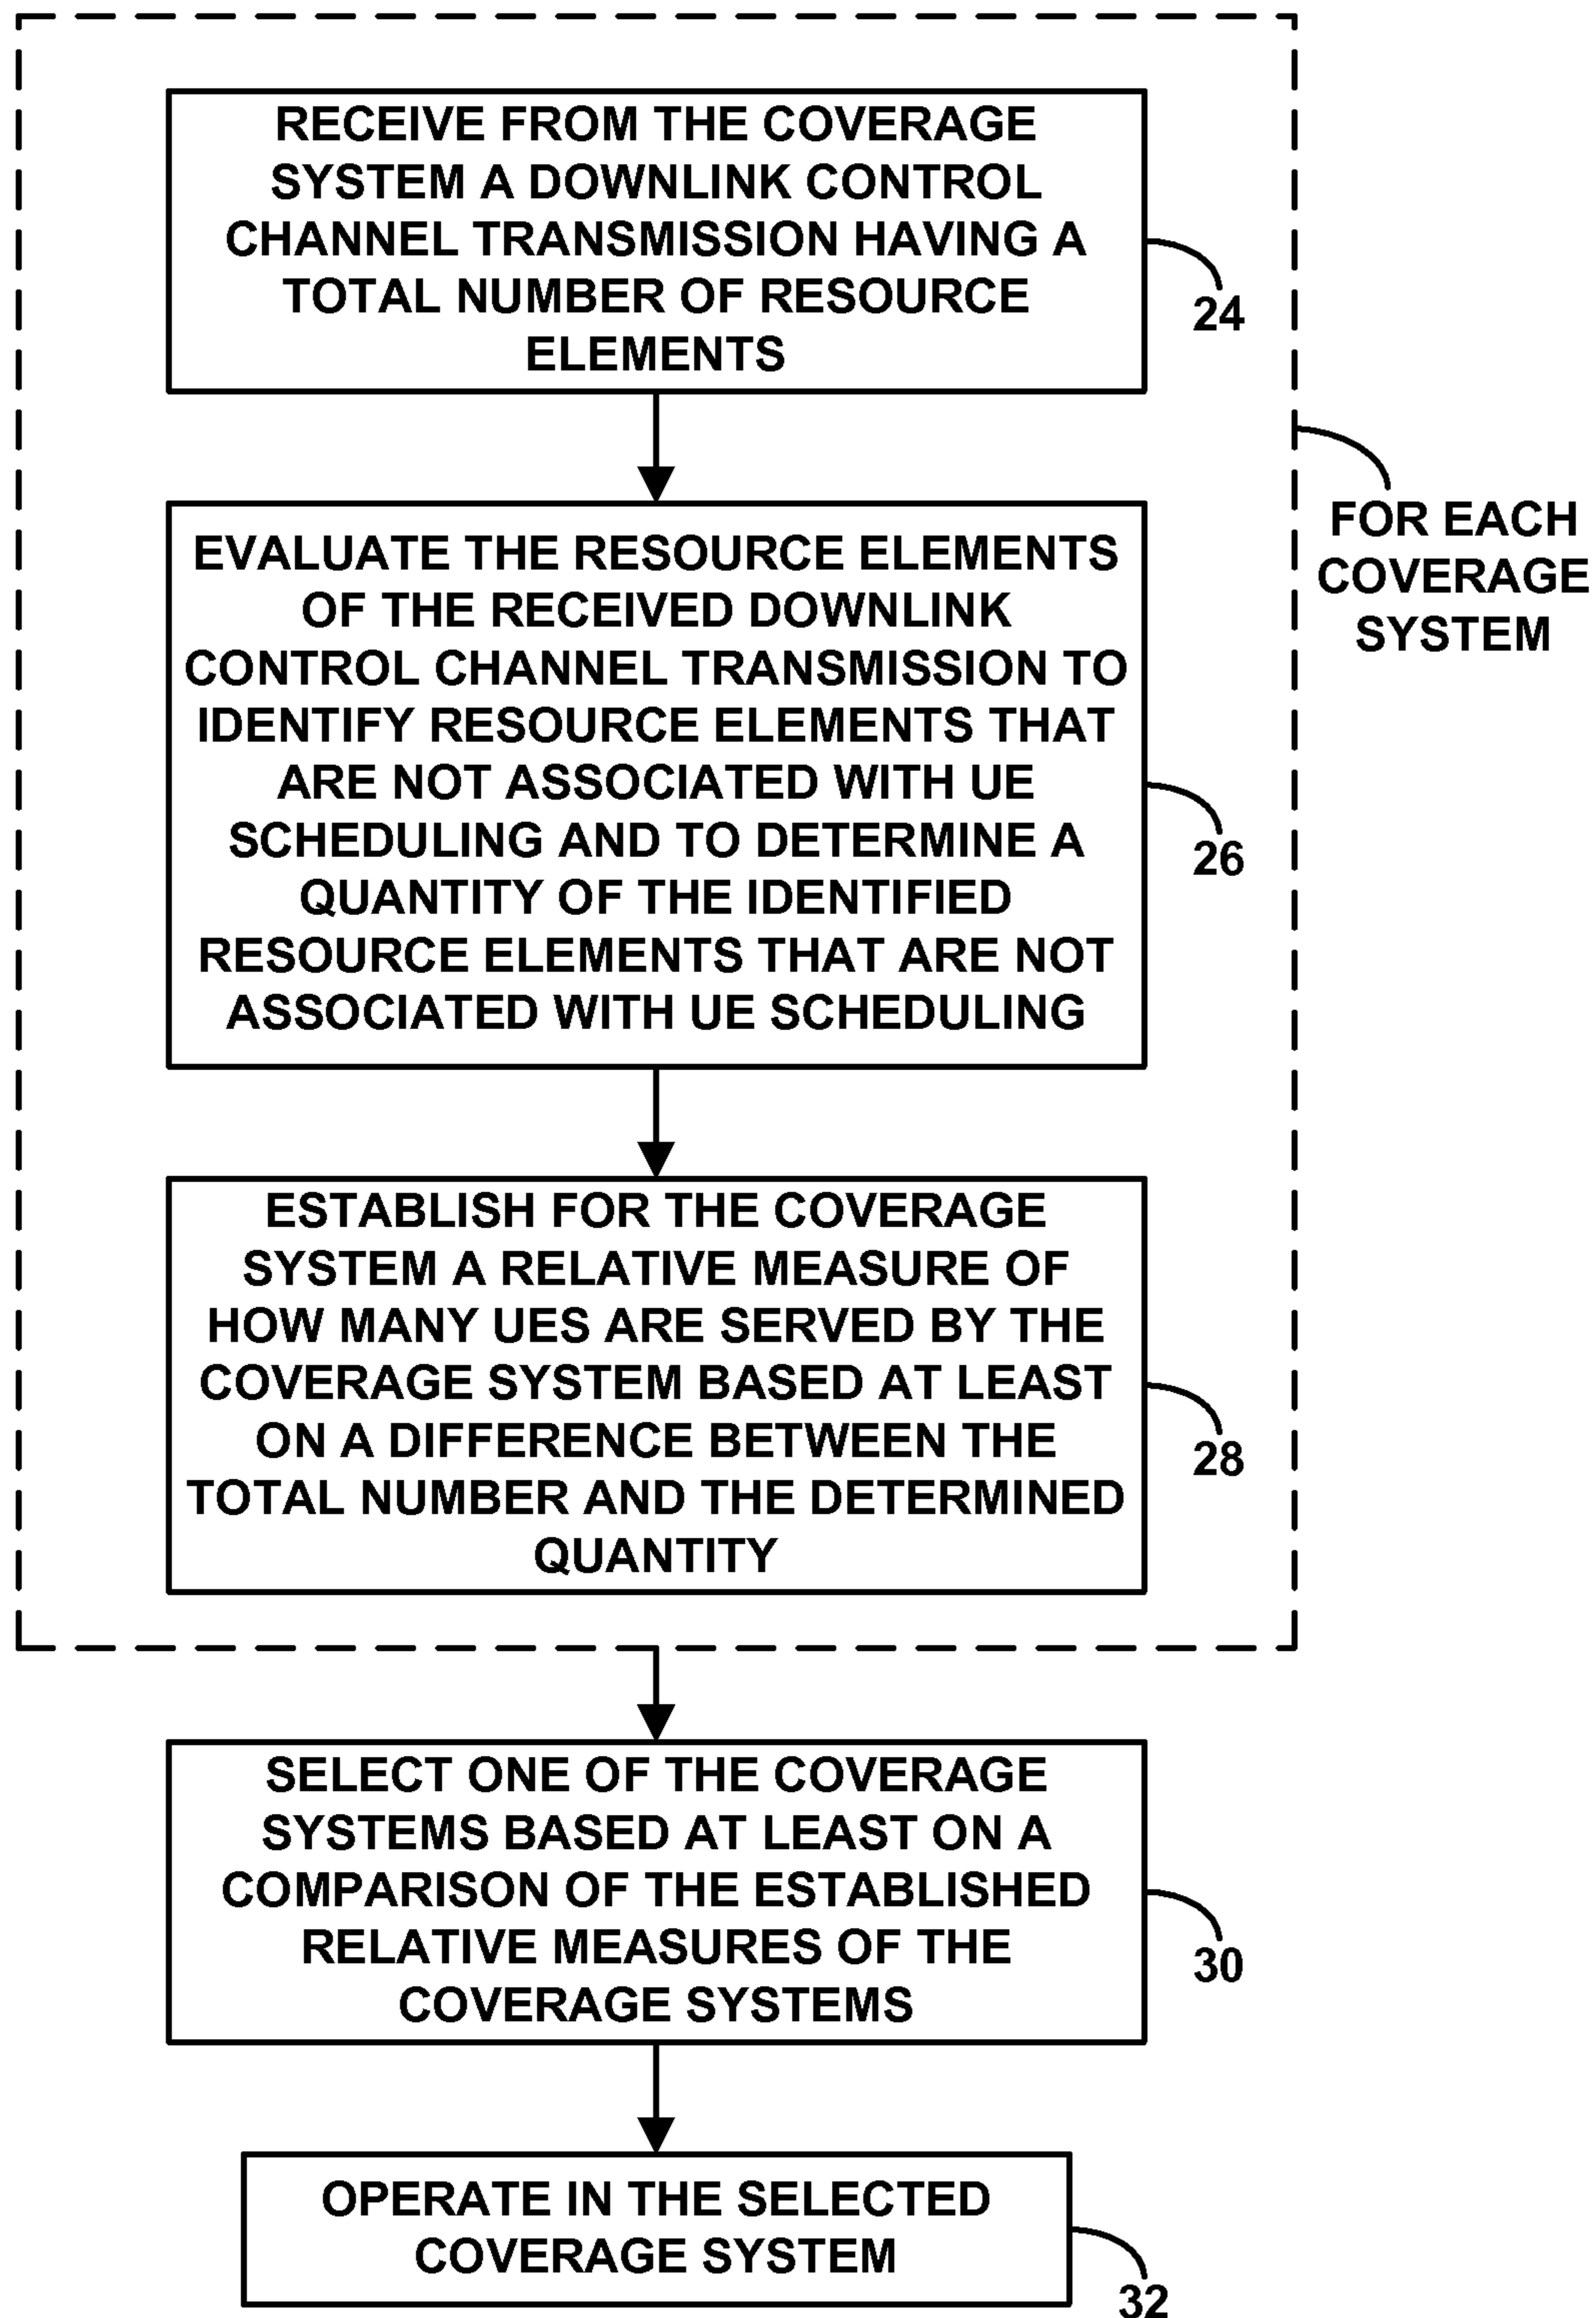 RECEIVE FROM THE COVERAGE
SYSTEM A DOWNLINK CONTROL
CHANNEL TRANSMISSION HAVING A
TOTAL NUMBER OF RESOURCE
ELEMENTS
24
FOR EACH
COVERAGE
SYSTEM
EVALUATE THE RESOURCE ELEMENTS
OF THE RECEIVED DOWNLINK
CONTROL CHANNEL TRANSMISSION TO
IDENTIFY RESOURCE ELEMENTS THAT
ARE NOT ASSOCIATED WITH UE
SCHEDULING AND TO DETERMINE A
QUANTITY OF THE IDENTIFIED
RESOURCE ELEMENTS THAT ARE NOT
ASSOCIATED WITH UE SCHEDULING
26
ESTABLISH FOR THE COVERAGE
SYSTEM A RELATIVE MEASURE OF
HOW MANY UES ARE SERVED BY THE
COVERAGE SYSTEM BASED AT LEAST
ON A DIFFERENCE BETWEEN THE
TOTAL NUMBER AND THE DETERMINED
QUANTITY
28
SELECT ONE OF THE COVERAGE
SYSTEMS BASED AT LEAST ON A
COMPARISON OF THE ESTABLISHED
RELATIVE MEASURES OF THE
COVERAGE SYSTEMS
30
OPERATE IN THE SELECTED
COVERAGE SYSTEM
32